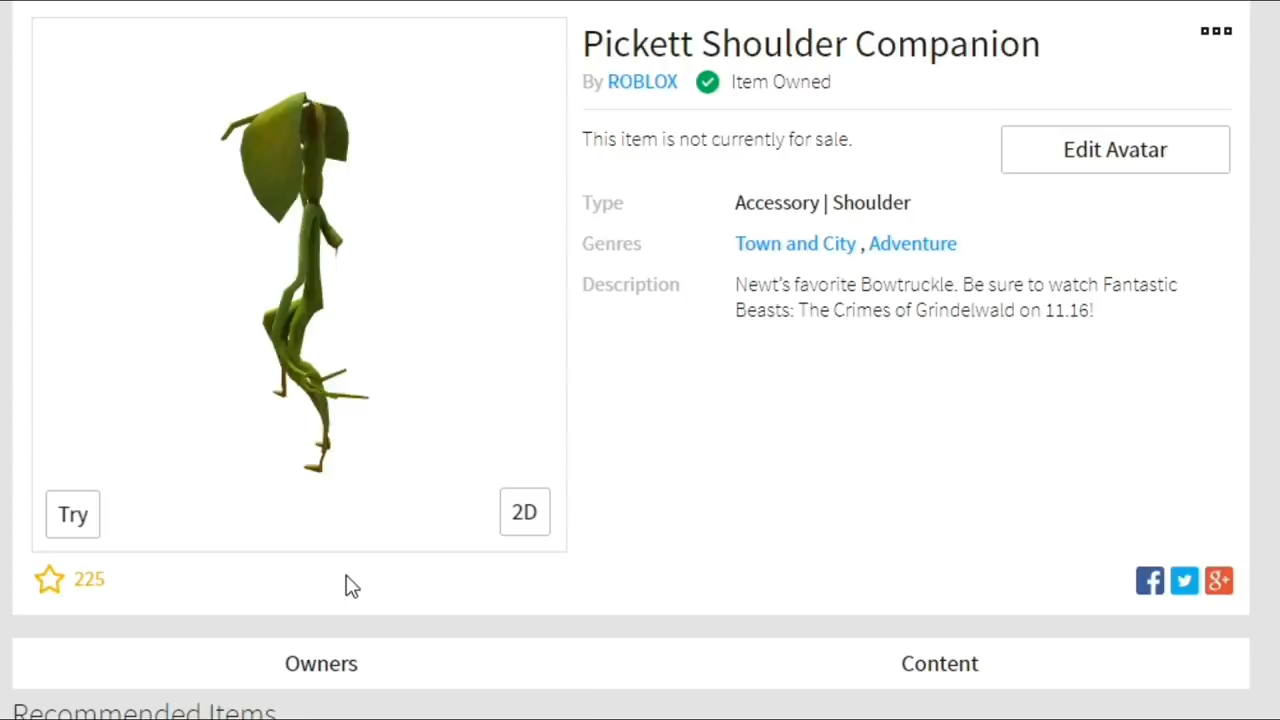 Pickett Shoulder Companion
By ROBLOX Item Owned
This item is not currently for sale.
Edit Avatar
Type Accessory | Shoulder
Genres Town and City , Adventure
Description Newt's favorite Bowtruckle. Be sure to watch Fantastic
Beasts: The Crimes of Grindelwald on 11.16!
Try
2D
225
f
g+
Owners
Content
Recommended Items